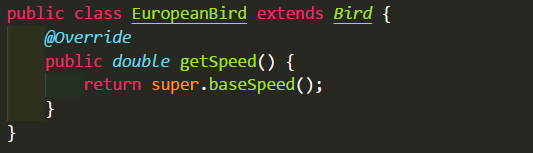 public class EuropeanBird extends Bird {
    @Override
    public double getSpeed() {
        return super.baseSpeed();
    }
}